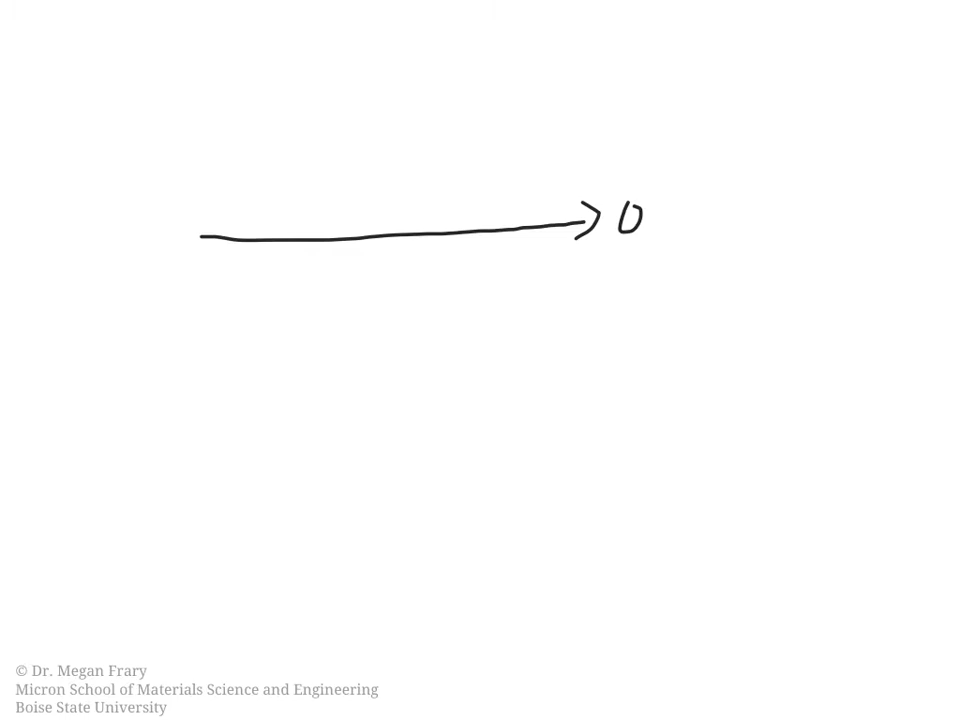 0
© Dr. Megan Frary
Micron School of Materials Science and Engineering
Boise State University